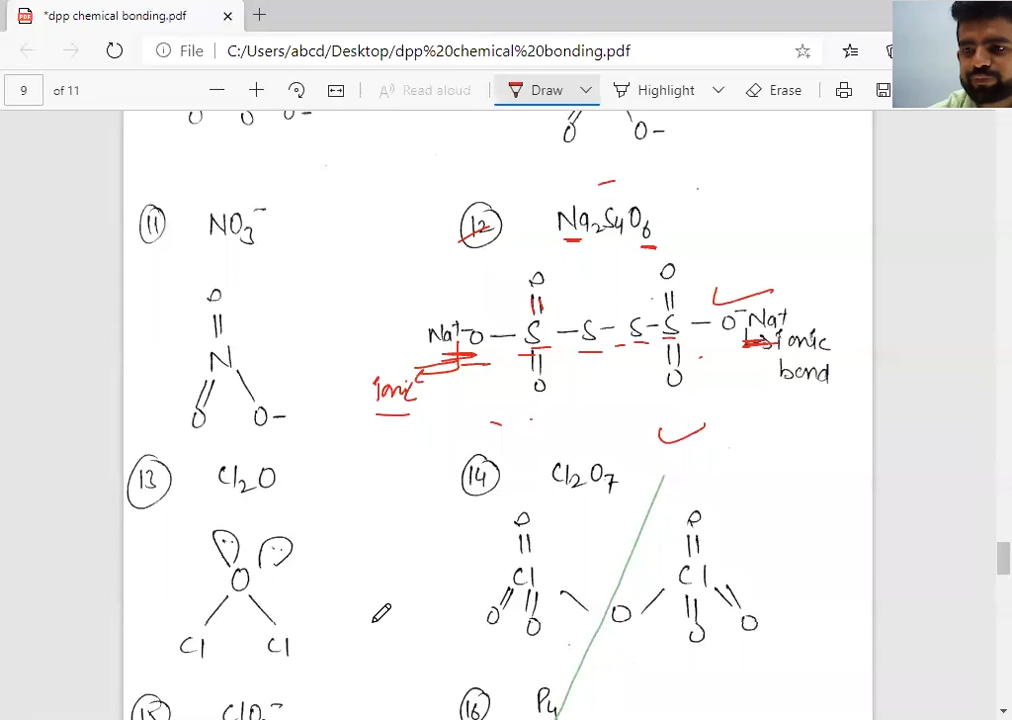 *dpp chemical bonding.pdf
File C:/Users/abcd/Desktop/dpp%20chemical%20bonding.pdf
9 of 11 Read aloud Draw Highlight Erase
O O O-
O O-
11 NO3-
12 Na2S4O6
O
N
O O-
O O
Na+ -O S S S S O- Na+
O O
Ionic
ionic
bond
13 Cl2O
14 Cl2O7
O
Cl Cl
O O
Cl O Cl
O O O O
15
16 P4